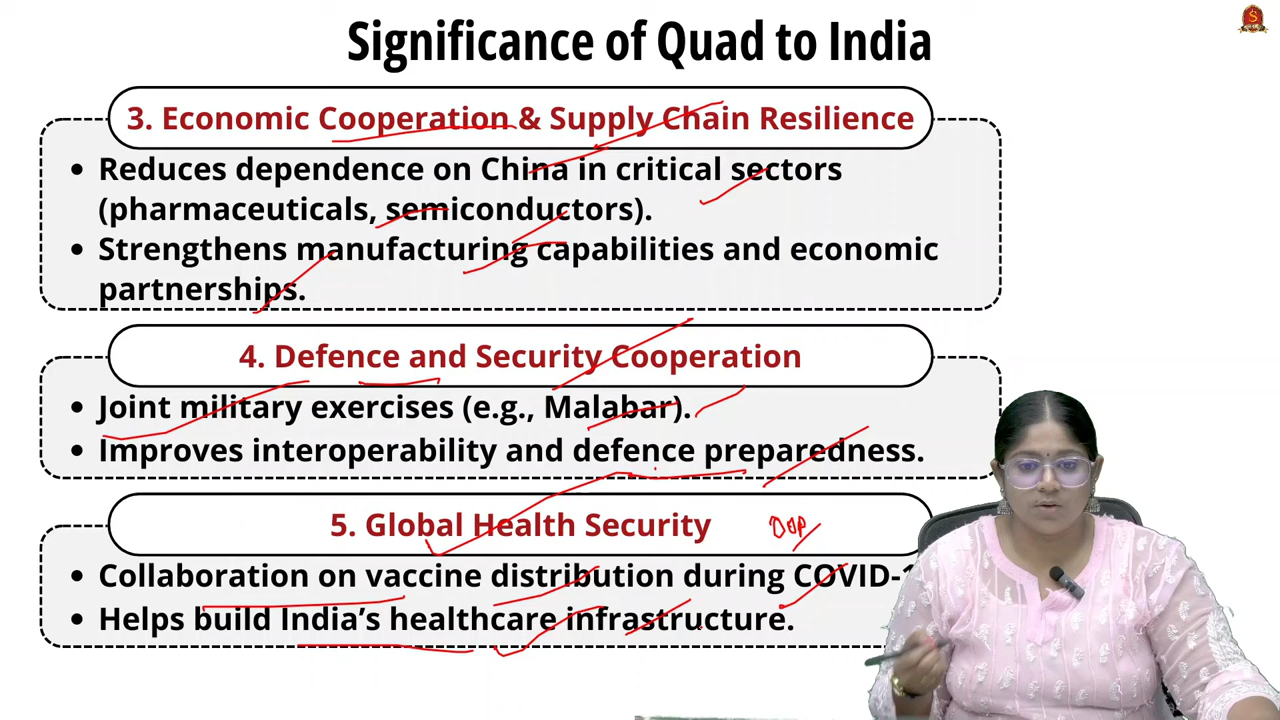 Significance of Quad to India
3. Economic Cooperation & Supply Chain Resilience
• Reduces dependence on China in critical sectors
(pharmaceuticals, semiconductors).
• Strengthens manufacturing capabilities and economic
partnerships.
4. Defence and Security Cooperation
• Joint military exercises (e.g., Malabar).
• Improves interoperability and defence preparedness.
5. Global Health Security
• Collaboration on vaccine distribution during COVID-1
• Helps build India’s healthcare infrastructure.